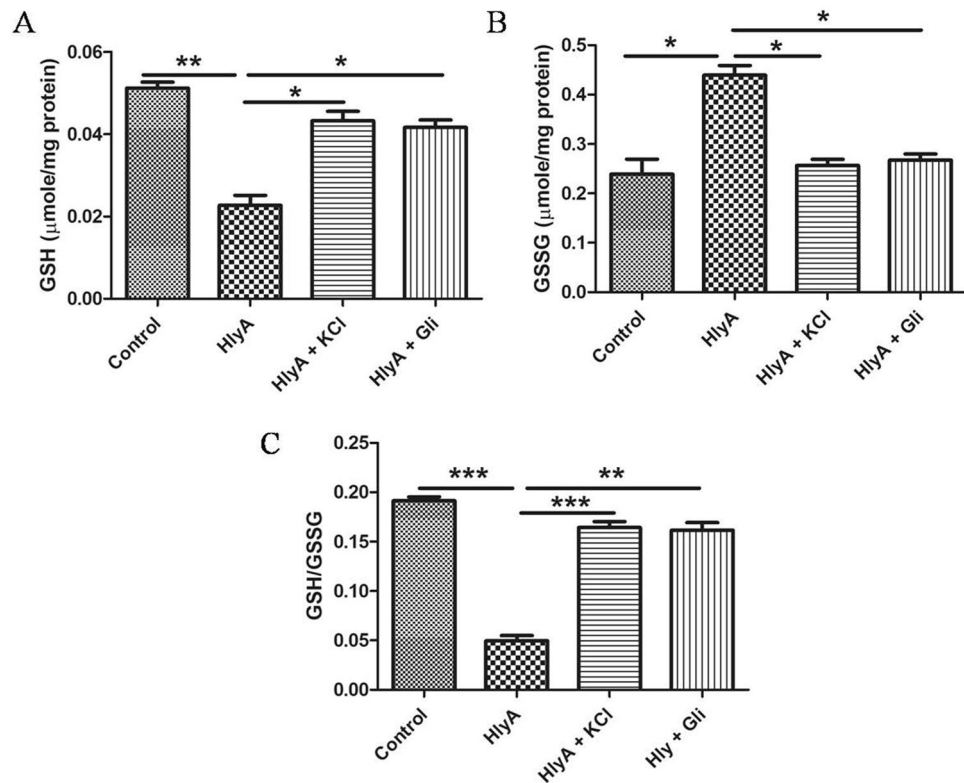 A
GSH (μmole/mg protein)
0.06
0.04
0.02
0.00
**
*
*
Control
HlyA
HlyA + KCl
HlyA + Gli
B
GSSG (μmole/mg protein)
0.5
0.4
0.3
0.2
0.1
0.0
*
*
*
Control
HlyA
HlyA + KCl
HlyA + Gli
C
GSH/GSSG
0.25
0.20
0.15
0.10
0.05
0.00
***
**
***
Control
HlyA
HlyA + KCl
Hly + Gli